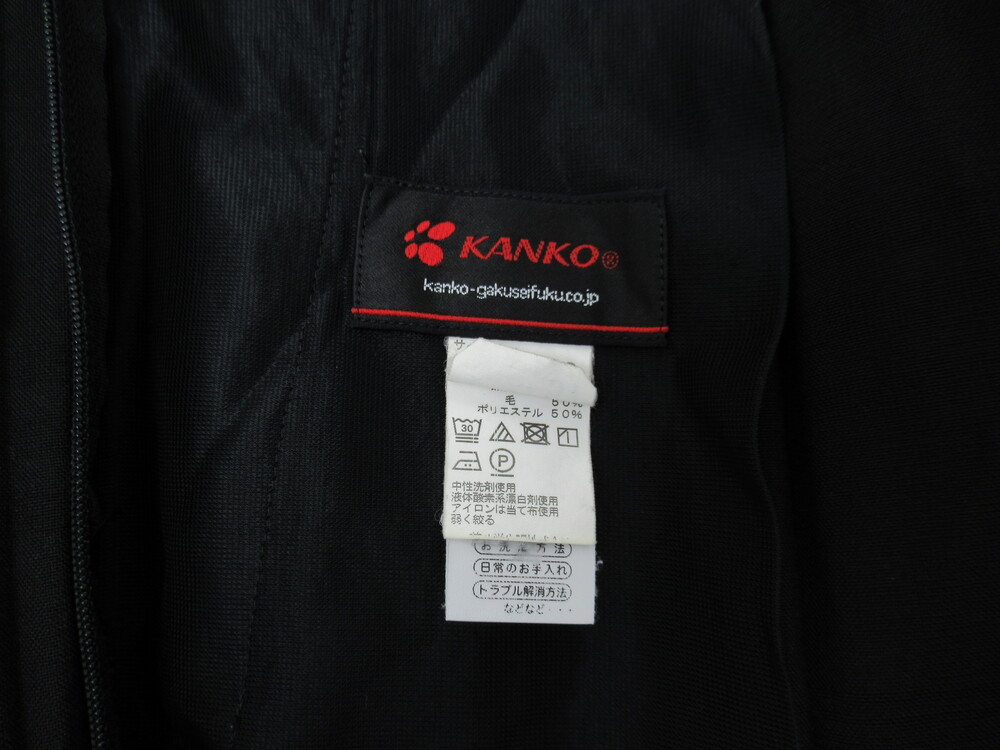 KANKO®
kanko-gakuseifuku.co.jp
サ
毛 50%
ポリエステル 50%
30
P
中性洗剤使用
液体酸素系漂白剤使用
アイロンは当て布使用
弱く絞る
お洗濯方法
日常のお手入れ
トラブル解消方法
などなど・・・